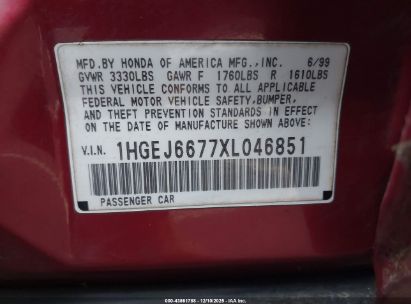 MFD.BY HONDA OF AMERICA MFG.,INC. 6/99
GVWR 3330LBS GAWR F 1760LBS R 1610LBS
THIS VEHICLE CONFORMS TO ALL APPLICABLE
FEDERAL MOTOR VEHICLE SAFETY,BUMPER,
AND THEFT PREVENTION STANDARDS IN EFFECT
ON THE DATE OF MANUFACTURE SHOWN ABOVE.
V.I.N. 1HGEJ6677XL046851
PASSENGER CAR